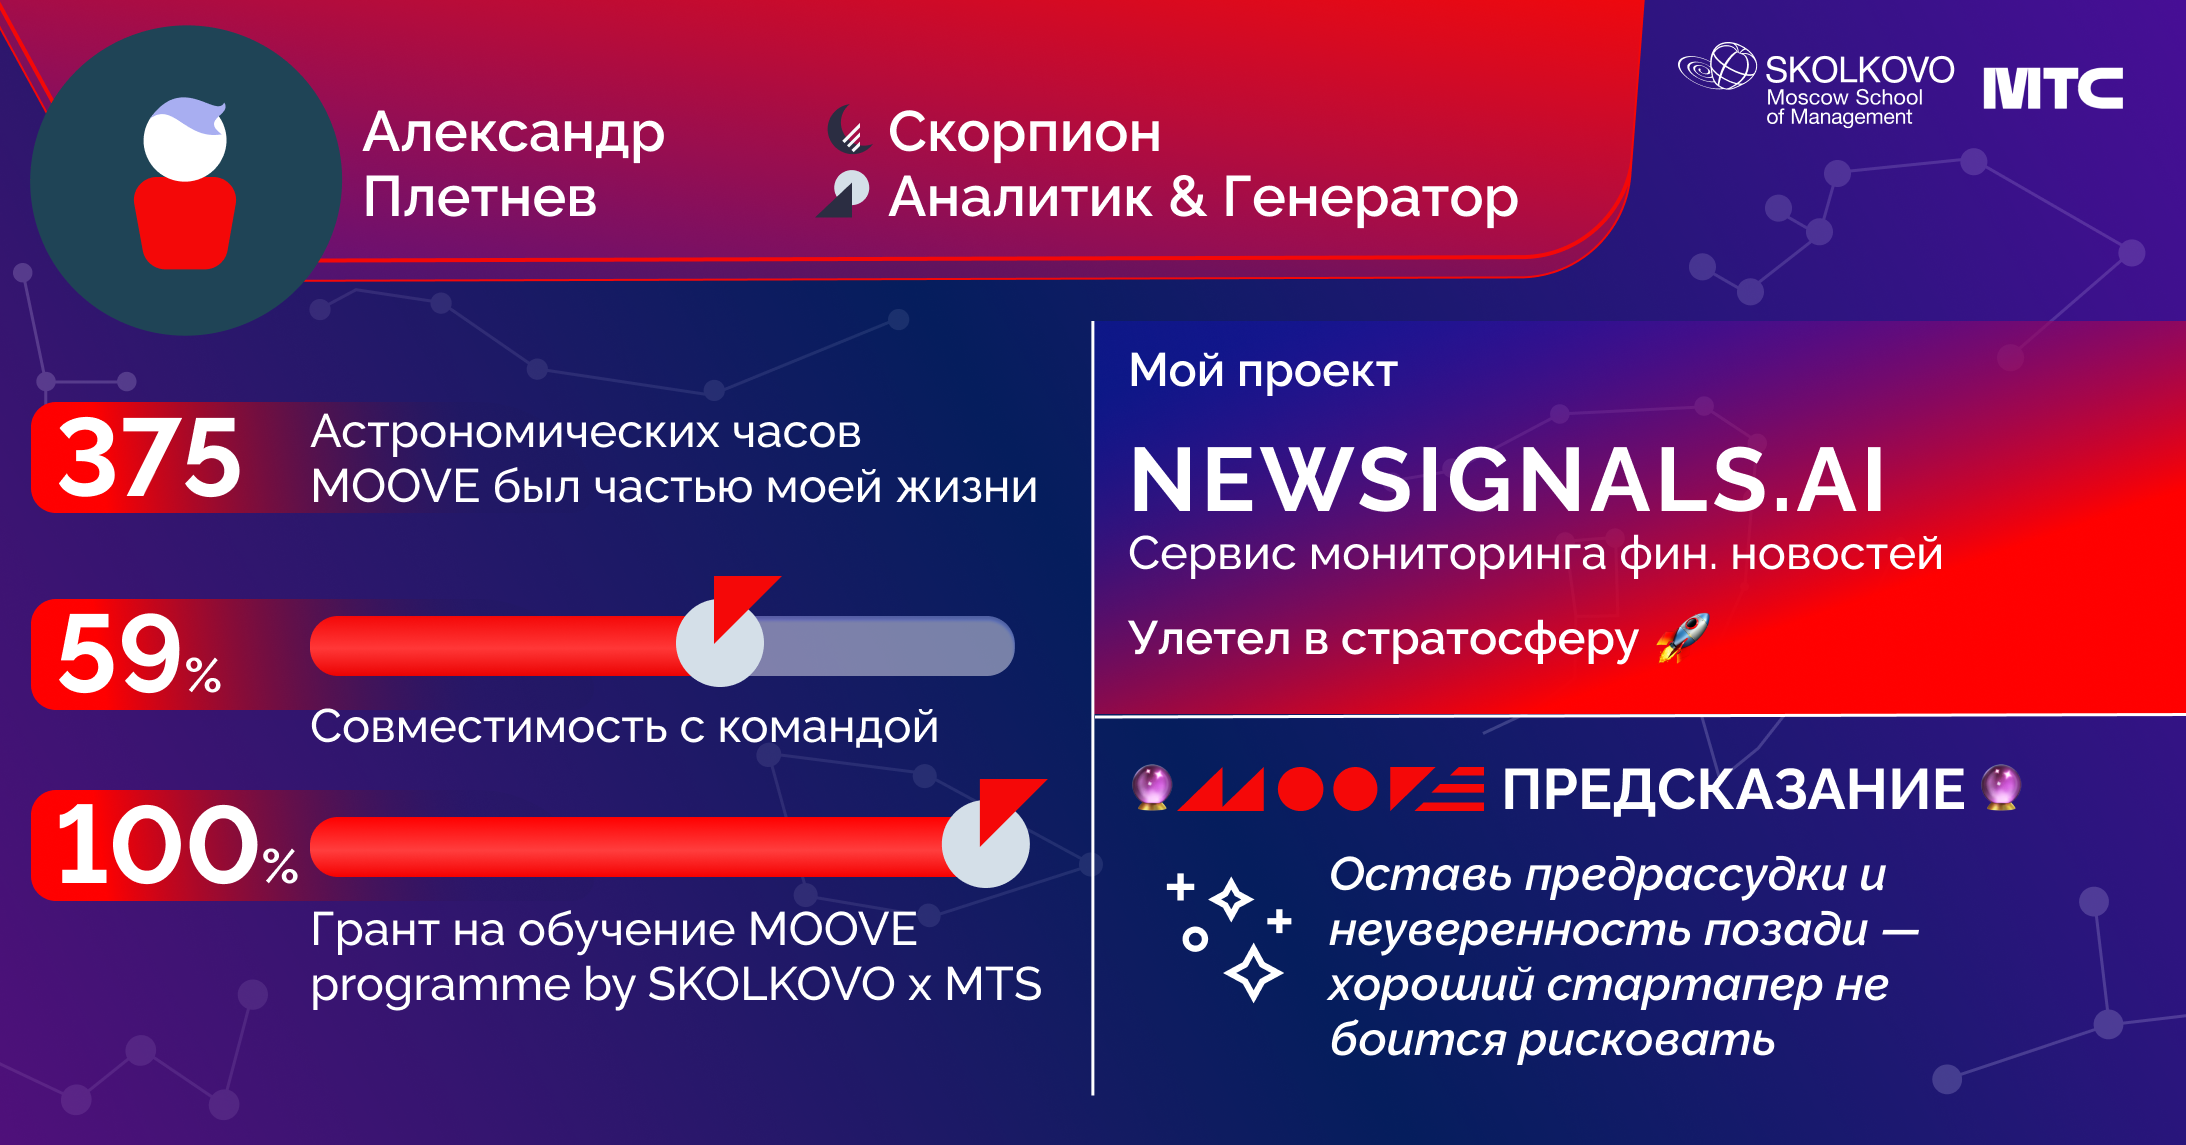 Александр
Плетнев
Скорпион
Аналитик & Генератор
SKOLKOVO
Moscow School
of Management
МТС
375
Астрономических часов
MOOVE был частью моей жизни
59%
Совместимость с командой
100%
Грант на обучение MOOVE
programme by SKOLKOVO x MTS
Мой проект
NEWSIGNALS.AI
Сервис мониторинга фин. новостей
Улетел в стратосферу 🚀
🔮 MOOVE ПРЕДСКАЗАНИЕ 🔮
Оставь предрассудки и
неуверенность позади —
хороший стартапер не
боится рисковать